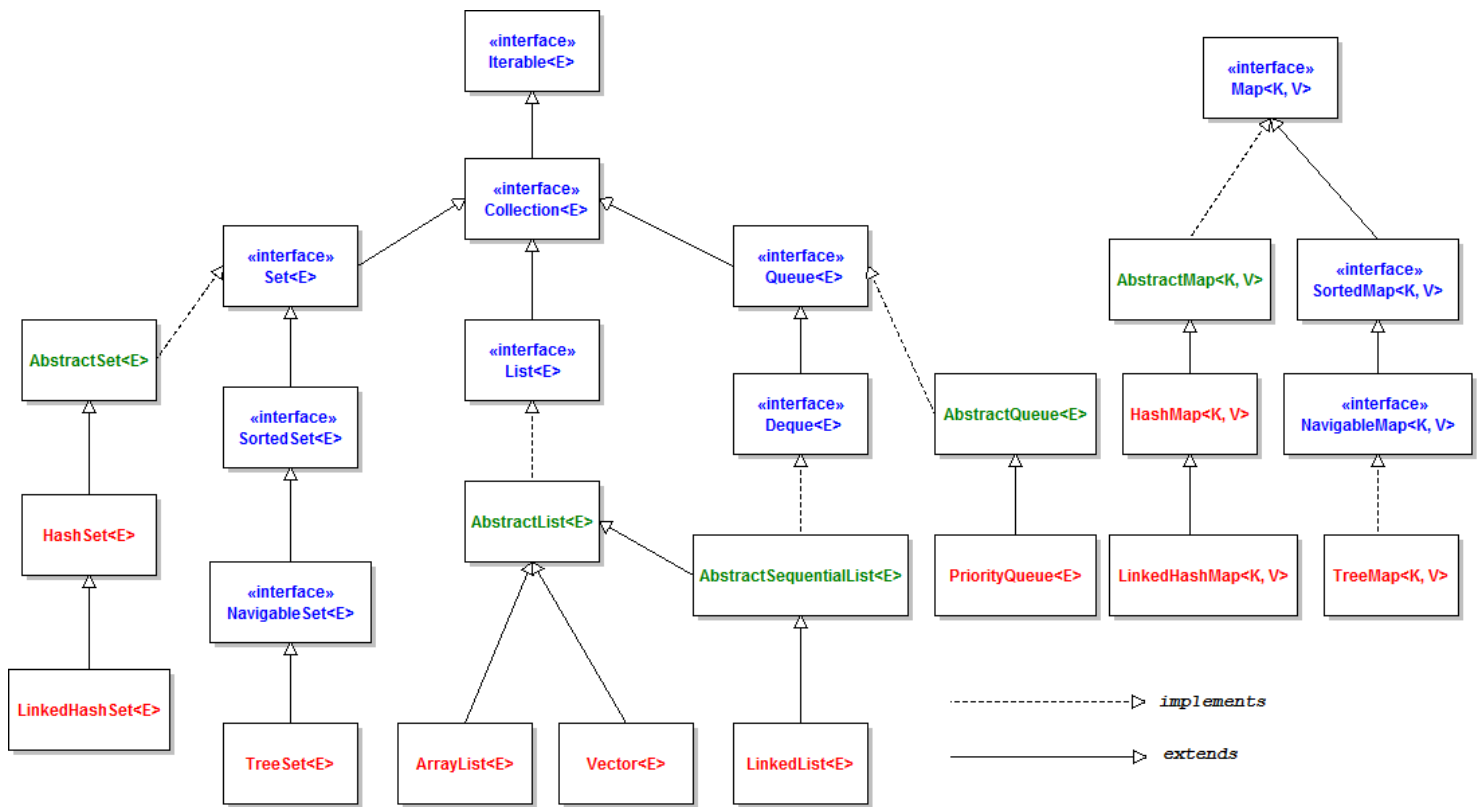 «interface»
Iterable<E>
«interface»
Map<K, V>
«interface»
Collection<E>
«interface»
Set<E>
«interface»
Queue<E>
AbstractMap<K, V>
«interface»
SortedMap<K, V>
AbstractSet<E>
«interface»
List<E>
«interface»
SortedSet<E>
«interface»
Deque<E>
AbstractQueue<E>
HashMap<K, V>
«interface»
NavigableMap<K, V>
HashSet<E>
AbstractList<E>
AbstractSequentialList<E>
PriorityQueue<E>
LinkedHashMap<K, V>
TreeMap<K, V>
«interface»
NavigableSet<E>
LinkedHashSet<E>
TreeSet<E>
ArrayList<E>
Vector<E>
LinkedList<E>
implements
extends